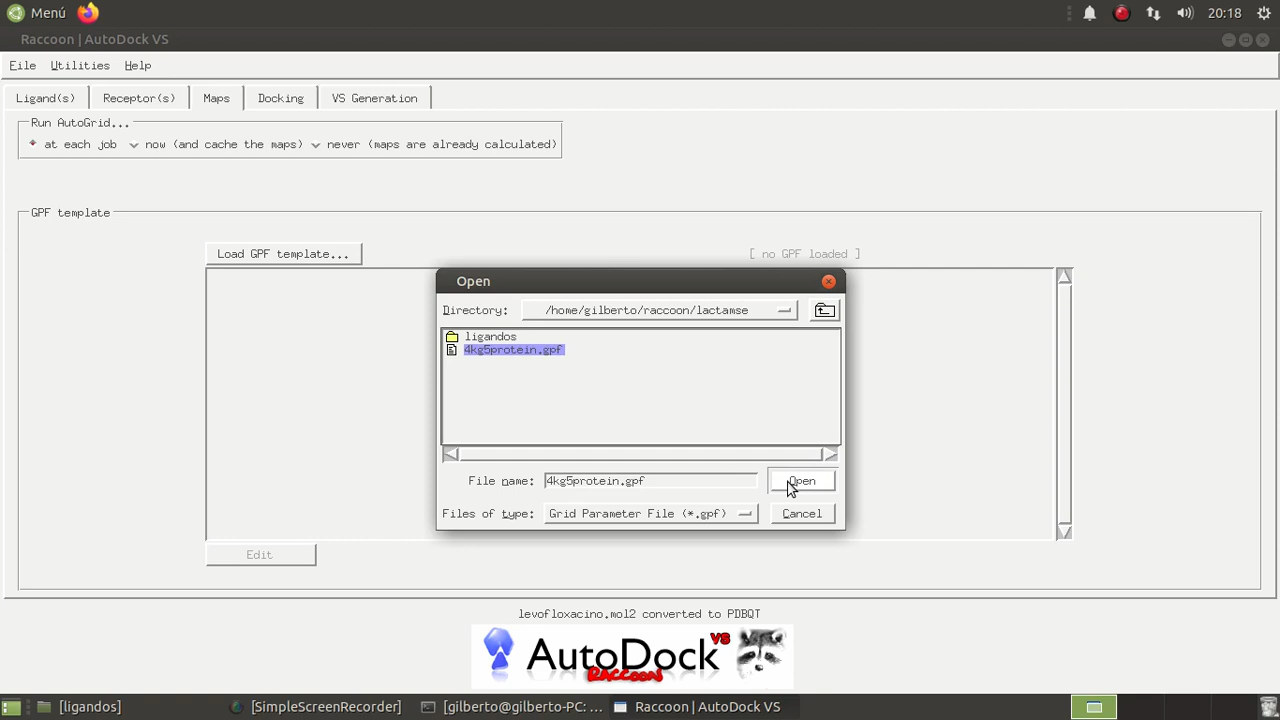 Menú
20:18
Raccoon | AutoDock VS
File Utilities Help
Ligand(s) Receptor(s) Maps Docking VS Generation
Run AutoGrid...
at each job now (and cache the maps) never (maps are already calculated)
GPF template
Load GPF template...
[ no GPF loaded ]
Open
Directory: /home/gilberto/raccoon/lactamse
ligandos
4kg5protein.gpf
File name: 4kg5protein.gpf Open
Files of type: Grid Parameter File (*.gpf) Cancel
Edit
levofloxacino.mol2 converted to PDBQT
AutoDock VS
RACCOON
[ligandos] [SimpleScreenRecorder] [gilberto@gilberto-PC: ... Raccoon | AutoDock VS